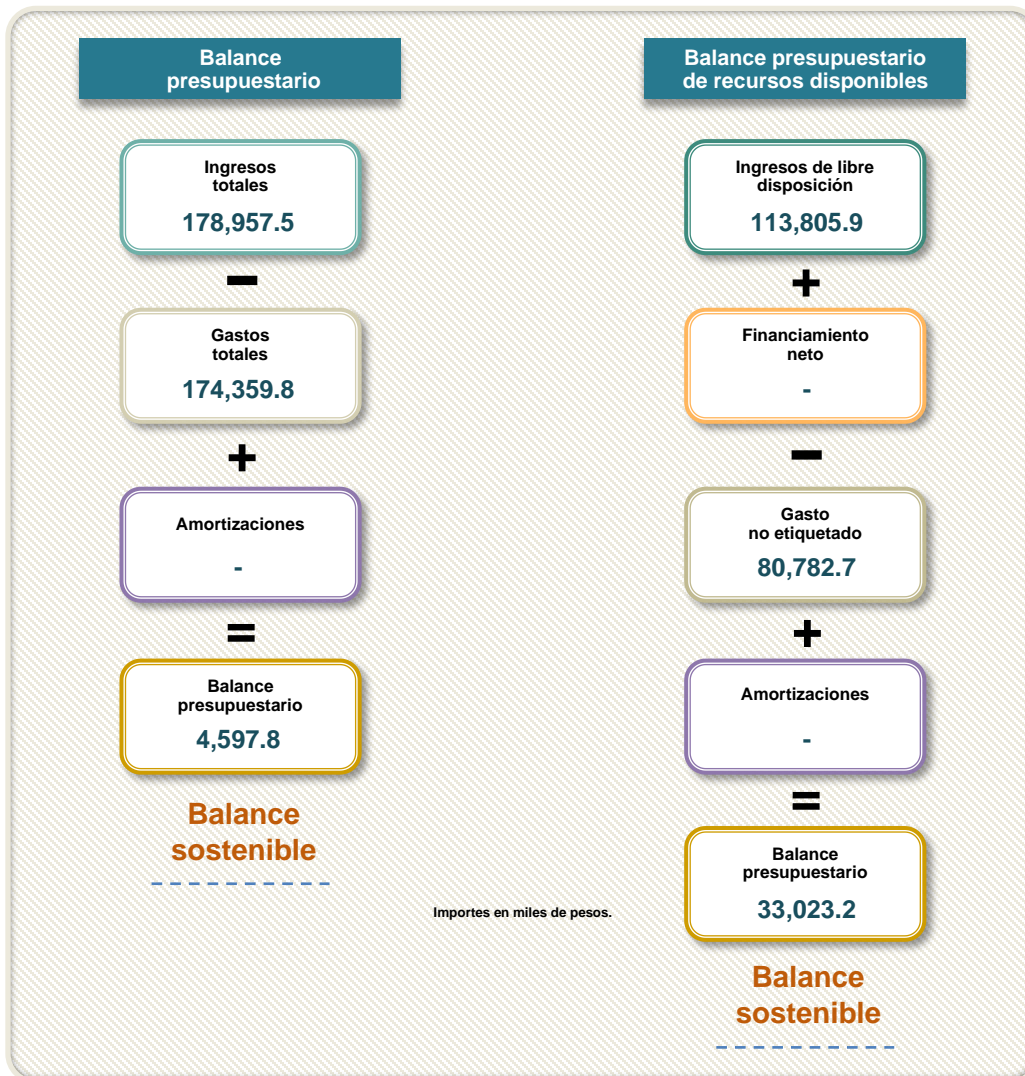 Balance
presupuestario
Ingresos
totales
178,957.5
−
Gastos
totales
174,359.8
+
Amortizaciones
-
=
Balance
presupuestario
4,597.8
Balance
sostenible
Balance presupuestario
de recursos disponibles
Ingresos de libre
disposición
113,805.9
+
Financiamiento
neto
-
−
Gasto
no etiquetado
80,782.7
+
Amortizaciones
-
=
Balance
presupuestario
33,023.2
Balance
sostenible
Importes en miles de pesos.